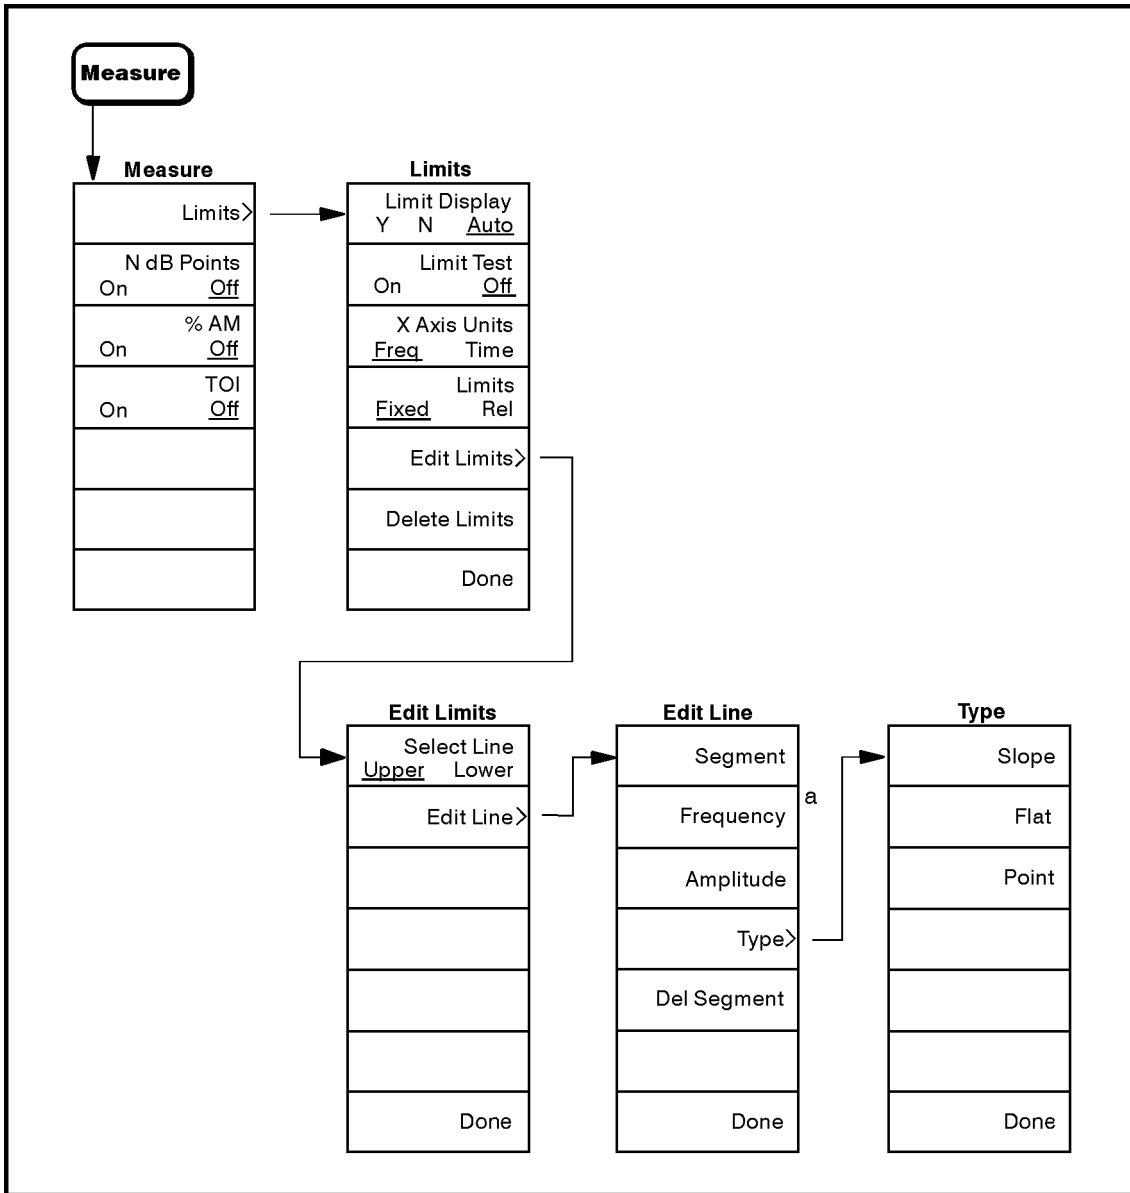 Measure
Measure
Limits>
N dB Points
On Off
% AM
On Off
TOI
On Off
Limits
Limit Display
Y N Auto
Limit Test
On Off
X Axis Units
Freq Time
Limits
Fixed Rel
Edit Limits>
Delete Limits
Done
Edit Limits
Select Line
Upper Lower
Edit Line>
Done
Edit Line
Segment
Frequency
a
Amplitude
Type>
Del Segment
Done
Type
Slope
Flat
Point
Done